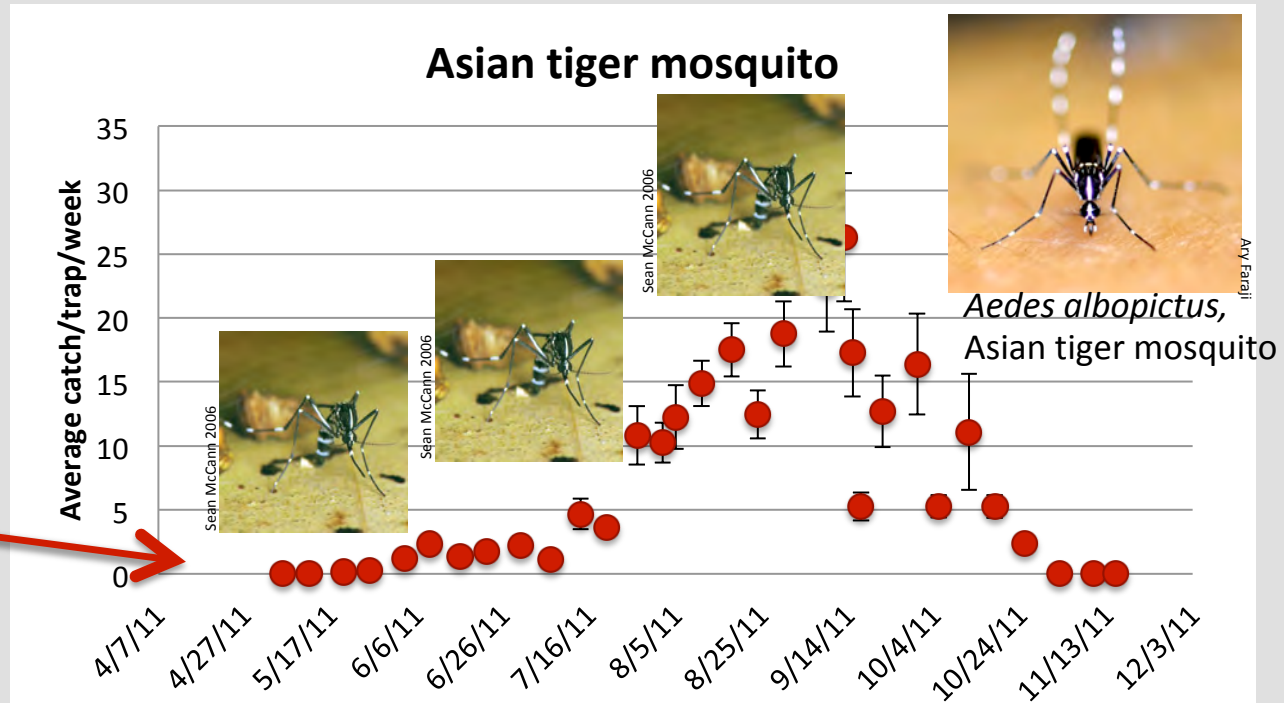 Asian tiger mosquito
Average catch/trap/week
35
30
25
20
15
10
5
0
4/7/11
4/27/11
5/17/11
6/6/11
6/26/11
7/16/11
8/5/11
8/25/11
9/14/11
10/4/11
10/24/11
11/13/11
12/3/11
Sean McCann 2006
Sean McCann 2006
Sean McCann 2006
Ary Faraji
Aedes albopictus,
Asian tiger mosquito